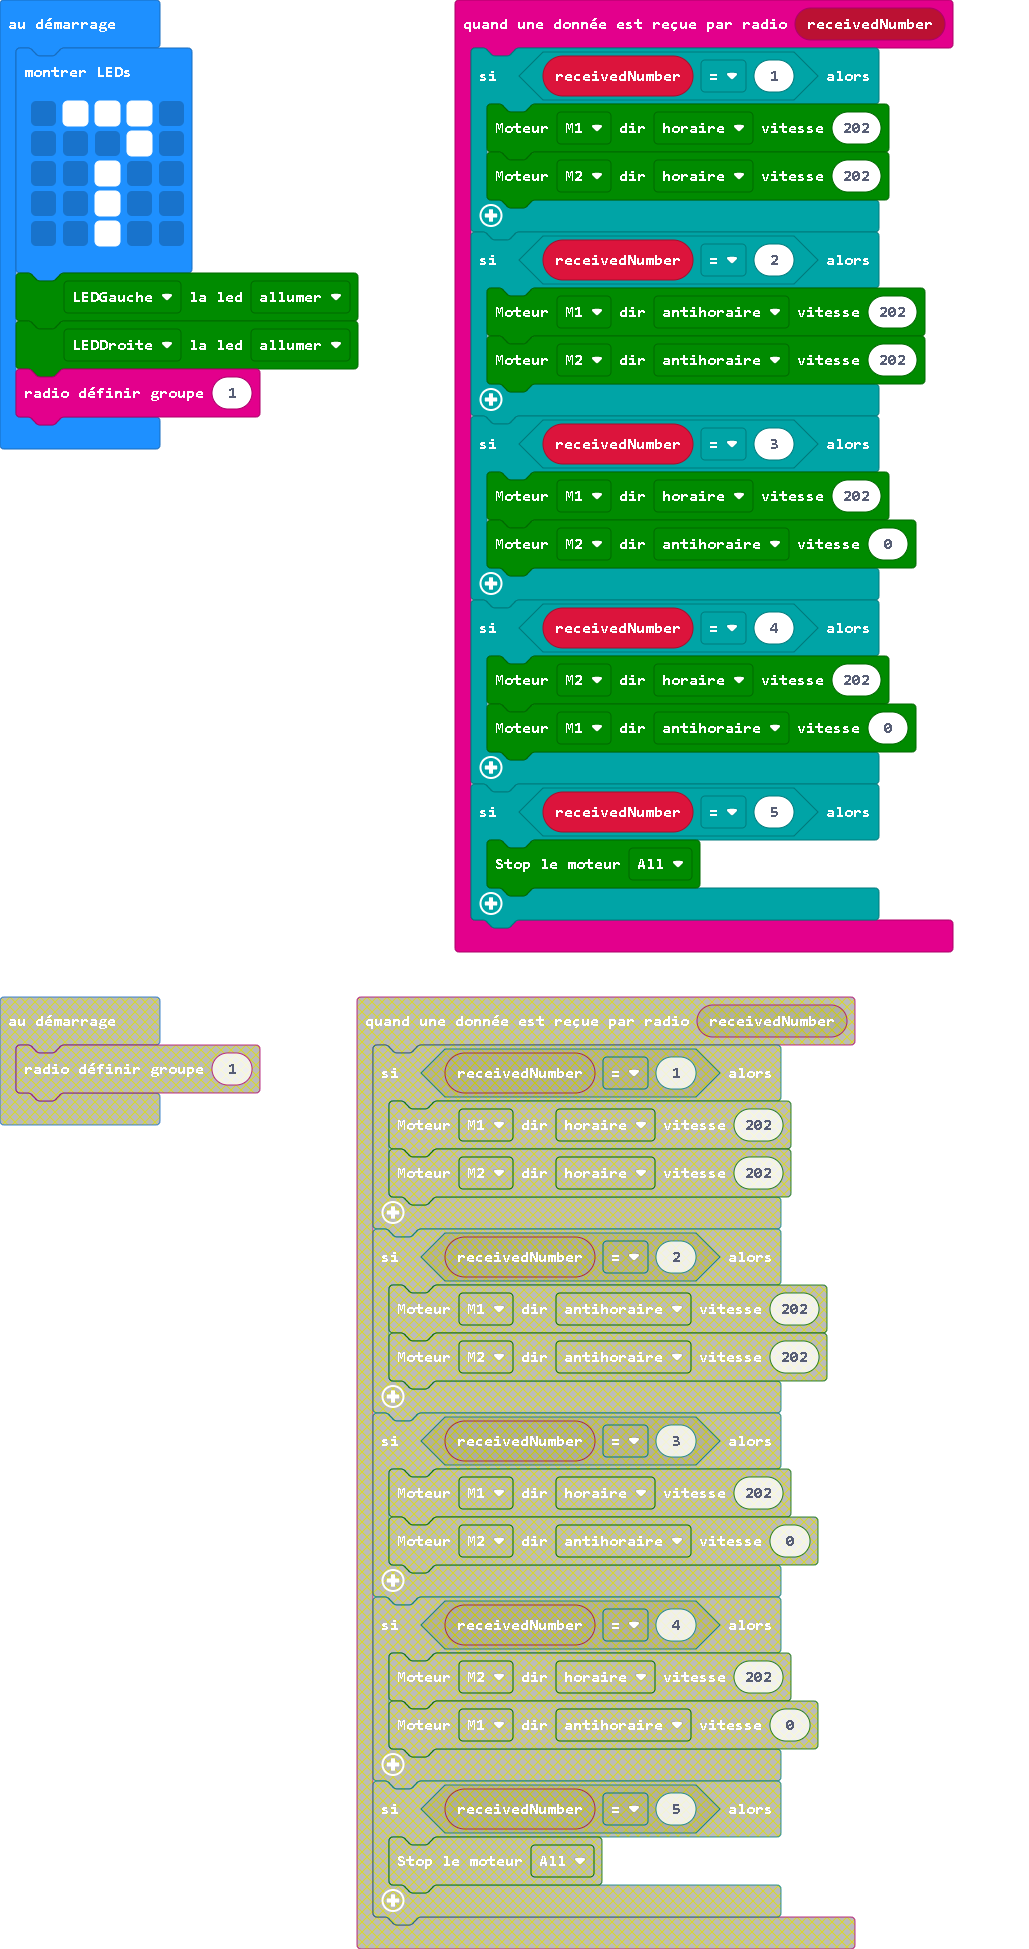 au démarrage
montrer LEDs
LEDGauche la led allumer
LEDDroite la led allumer
radio définir groupe 1
quand une donnée est reçue par radio receivedNumber
si receivedNumber = 1 alors
Moteur M1 dir horaire vitesse 202
Moteur M2 dir horaire vitesse 202
si receivedNumber = 2 alors
Moteur M1 dir antihoraire vitesse 202
Moteur M2 dir antihoraire vitesse 202
si receivedNumber = 3 alors
Moteur M1 dir horaire vitesse 202
Moteur M2 dir antihoraire vitesse 0
si receivedNumber = 4 alors
Moteur M2 dir horaire vitesse 202
Moteur M1 dir antihoraire vitesse 0
si receivedNumber = 5 alors
Stop le moteur All
au démarrage
radio définir groupe 1
quand une donnée est reçue par radio receivedNumber
si receivedNumber = 1 alors
Moteur M1 dir horaire vitesse 202
Moteur M2 dir horaire vitesse 202
si receivedNumber = 2 alors
Moteur M1 dir antihoraire vitesse 202
Moteur M2 dir antihoraire vitesse 202
si receivedNumber = 3 alors
Moteur M1 dir horaire vitesse 202
Moteur M2 dir antihoraire vitesse 0
si receivedNumber = 4 alors
Moteur M2 dir horaire vitesse 202
Moteur M1 dir antihoraire vitesse 0
si receivedNumber = 5 alors
Stop le moteur All